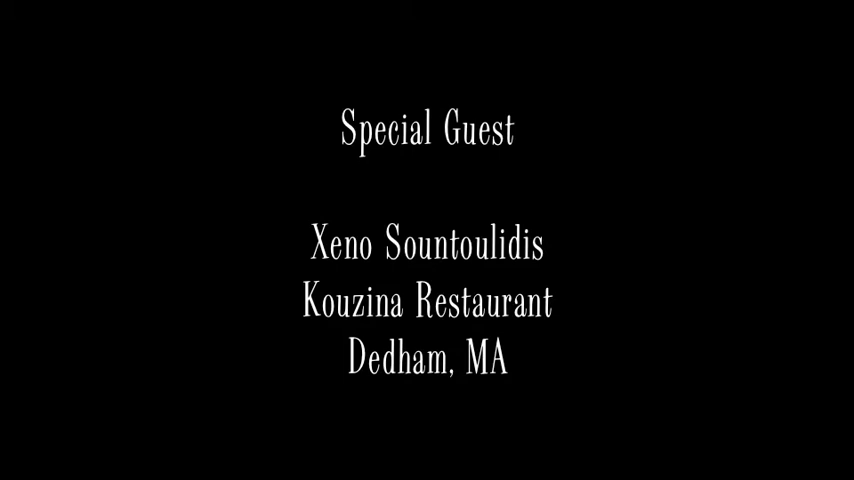 Special Guest
Xeno Sountoulidis
Kouzina Restaurant
Dedham, MA